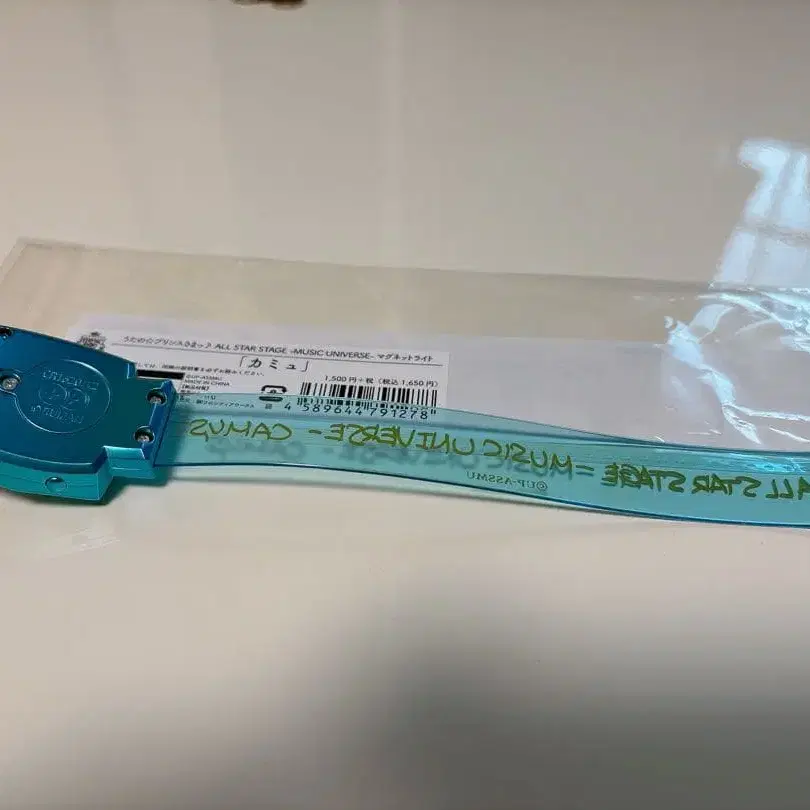 うたの☆プリンスさまっ♪ ALL STAR STAGE -MUSIC UNIVERSE- マグネットライト
「カミュ」
1,500円+税 (税込 1,650円)
©UP-ASSMU
MADE IN CHINA
4 589644 791278
ALL STAR STAGE = MUSIC UNIVERSE - CAMUS
©UP-ASSMU